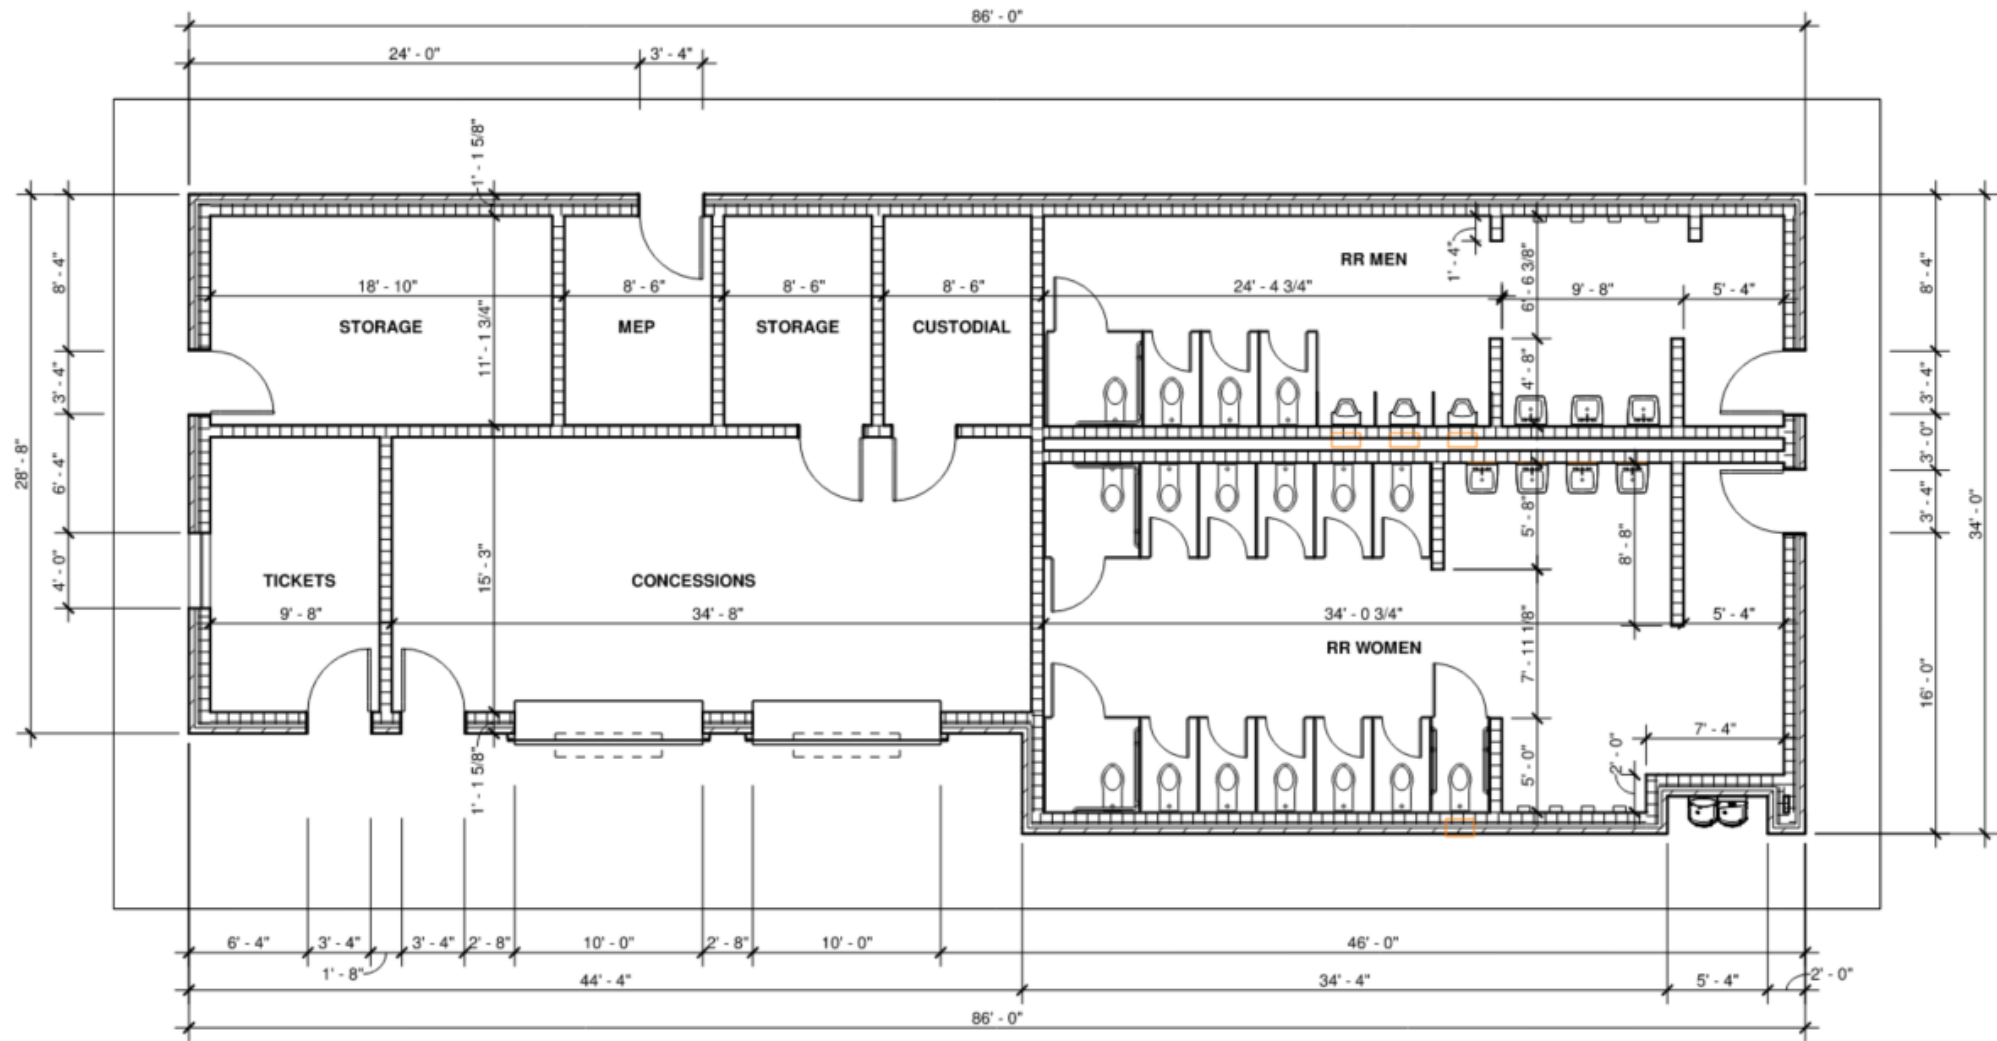 86' - 0"
24' - 0"
3' - 4"
1' - 1 5/8"
8' - 4"
3' - 4"
6' - 4"
4' - 0"
28' - 8"
18' - 10"
8' - 6"
8' - 6"
8' - 6"
24' - 4 3/4"
9' - 8"
5' - 4"
STORAGE
MEP
STORAGE
CUSTODIAL
RR MEN
11' - 1 3/4"
1' - 4"
6' - 6 3/8"
4' - 8"
8' - 4"
3' - 4"
3' - 0"
3' - 4"
16' - 0"
34' - 0"
TICKETS
CONCESSIONS
15' - 3"
9' - 8"
34' - 8"
34' - 0 3/4"
5' - 4"
RR WOMEN
5' - 8"
8' - 8"
7' - 11 1/8"
5' - 0"
7' - 4"
2' - 0"
1' - 1 5/8"
6' - 4"
3' - 4"
3' - 4"
2' - 8"
10' - 0"
2' - 8"
10' - 0"
46' - 0"
1' - 8"
44' - 4"
34' - 4"
5' - 4"
2' - 0"
86' - 0"